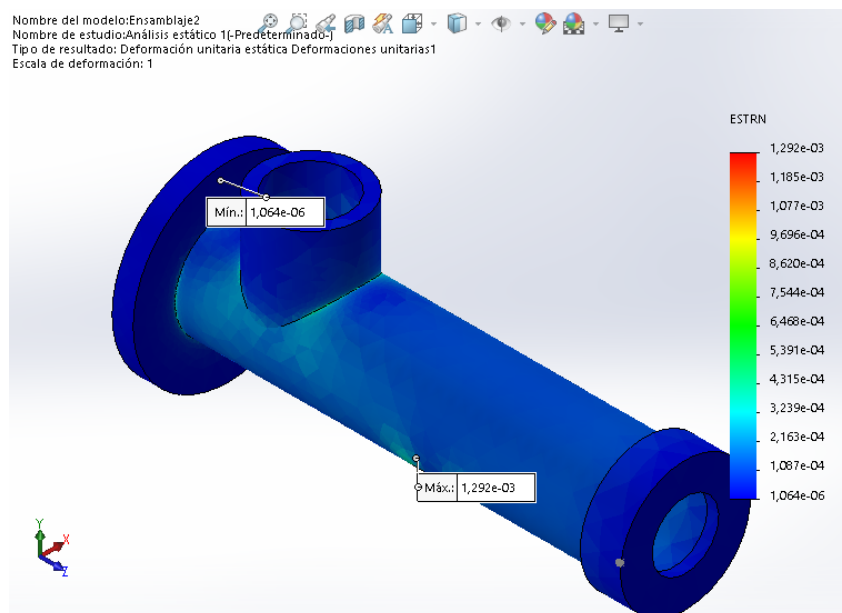 Nombre del modelo:Ensamblaje2
Nombre de estudio:Análisis estático 1(-Predeterminado-)
Tipo de resultado: Deformación unitaria estática Deformaciones unitarias1
Escala de deformación: 1
ESTRN
1,292e-03
1,185e-03
1,077e-03
9,696e-04
8,620e-04
7,544e-04
6,468e-04
5,391e-04
4,315e-04
3,239e-04
2,163e-04
1,087e-04
1,064e-06
Mín.: 1,064e-06
Máx.: 1,292e-03
Y
X
Z